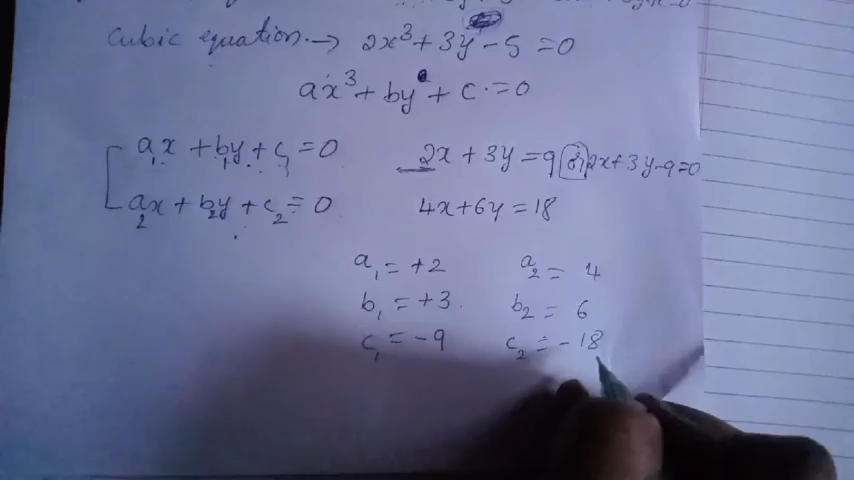 Cubic equation. → 2x³ + 3y - 5 = 0
ax³ + by + c = 0
a₁x + b₁y + c₁ = 0
2x + 3y = 9 (or) 2x + 3y - 9 = 0
a₂x + b₂y + c₂ = 0
4x + 6y = 18
a₁ = +2 a₂ = 4
b₁ = +3 b₂ = 6
c₁ = -9 c₂ = -18